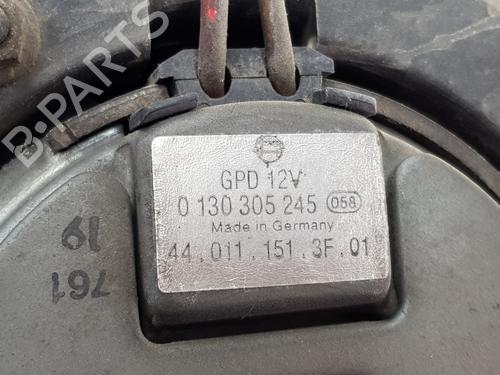 GPD 12V
0 130 305 245 058
Made in Germany
44.011.151.3F.01
19
761
B-PARTS